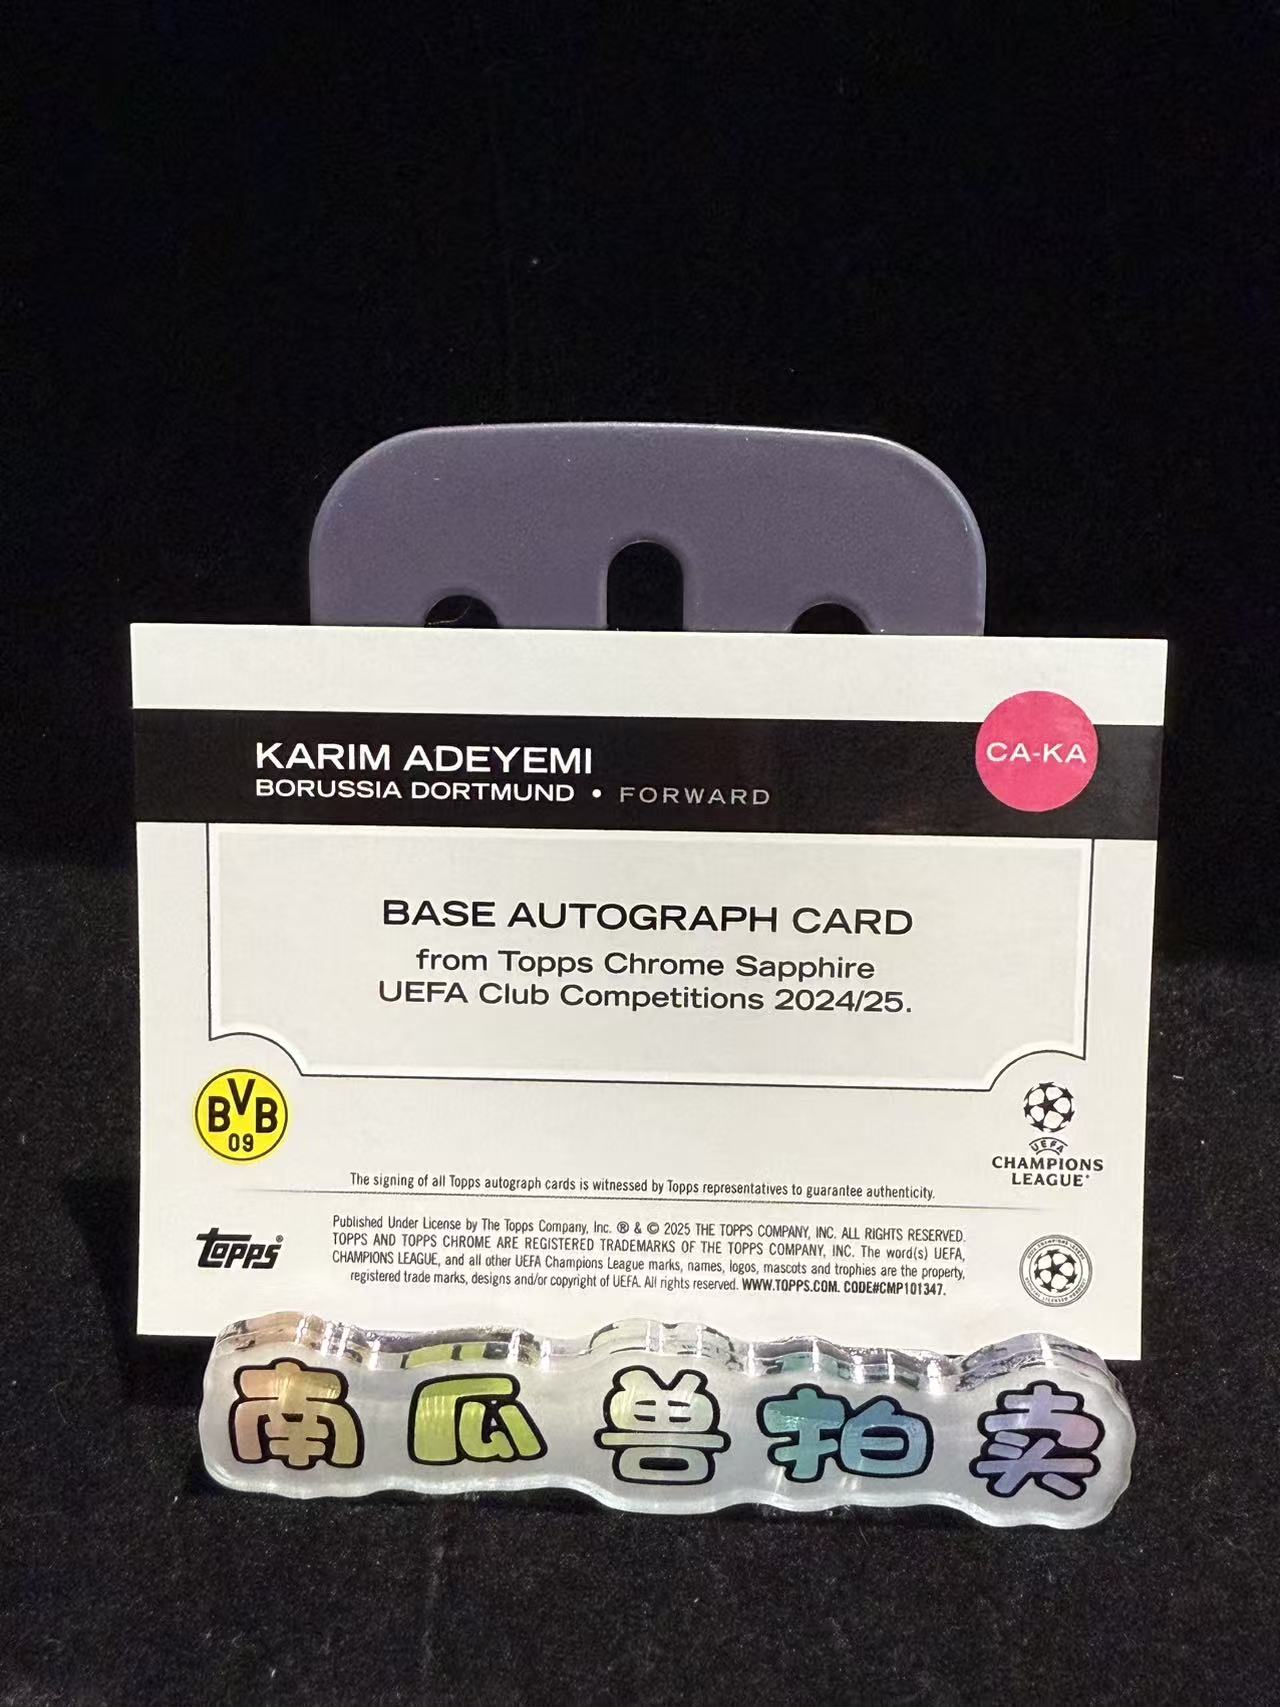 KARIM ADEYEMI
BORUSSIA DORTMUND • FORWARD
CA-KA
BASE AUTOGRAPH CARD
from Topps Chrome Sapphire
UEFA Club Competitions 2024/25.
BVB
09
UEFA
CHAMPIONS
LEAGUE
The signing of all Topps autograph cards is witnessed by Topps representatives to guarantee authenticity.
topps
Published Under License by The Topps Company, Inc. ® & © 2025 THE TOPPS COMPANY, INC. ALL RIGHTS RESERVED.
TOPPS AND TOPPS CHROME ARE REGISTERED TRADEMARKS OF THE TOPPS COMPANY, INC. The word(s) UEFA,
CHAMPIONS LEAGUE, and all other UEFA Champions League marks, names, logos, mascots and trophies are the property,
registered trade marks, designs and/or copyright of UEFA. All rights reserved. WWW.TOPPS.COM. CODE#CMP101347.
南瓜兽拍卖